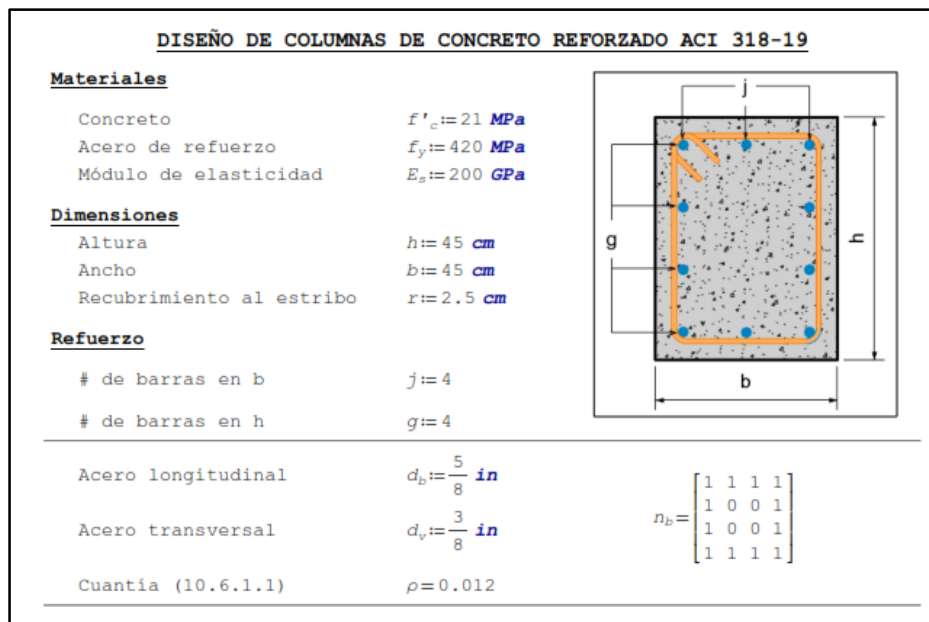 DISEÑO DE COLUMNAS DE CONCRETO REFORZADO ACI 318-19
Materiales
Concreto f'c:=21 MPa
Acero de refuerzo fy:=420 MPa
Módulo de elasticidad Es:=200 GPa
Dimensiones
Altura h:=45 cm
Ancho b:=45 cm
Recubrimiento al estribo r:=2.5 cm
Refuerzo
# de barras en b j:=4
# de barras en h g:=4
j
g
h
b
Acero longitudinal db:=5/8 in
Acero transversal dv:=3/8 in
Cuantía (10.6.1.1) ρ=0.012
nb=
[1 1 1 1
1 0 0 1
1 0 0 1
1 1 1 1]